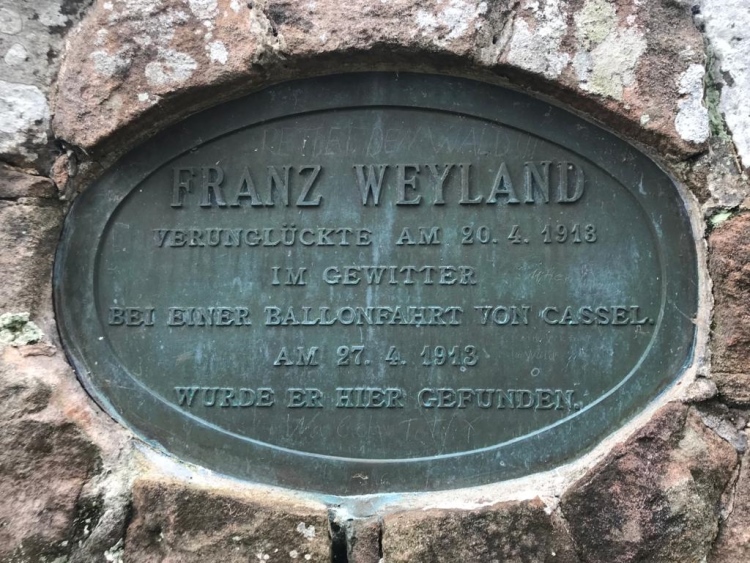 FRANZ WEYLAND
VERUNGLÜCKTE AM 20. 4. 1913
IM GEWITTER
BEI EINER BALLONFAHRT VON CASSEL.
AM 27. 4. 1913
WURDE ER HIER GEFUNDEN.